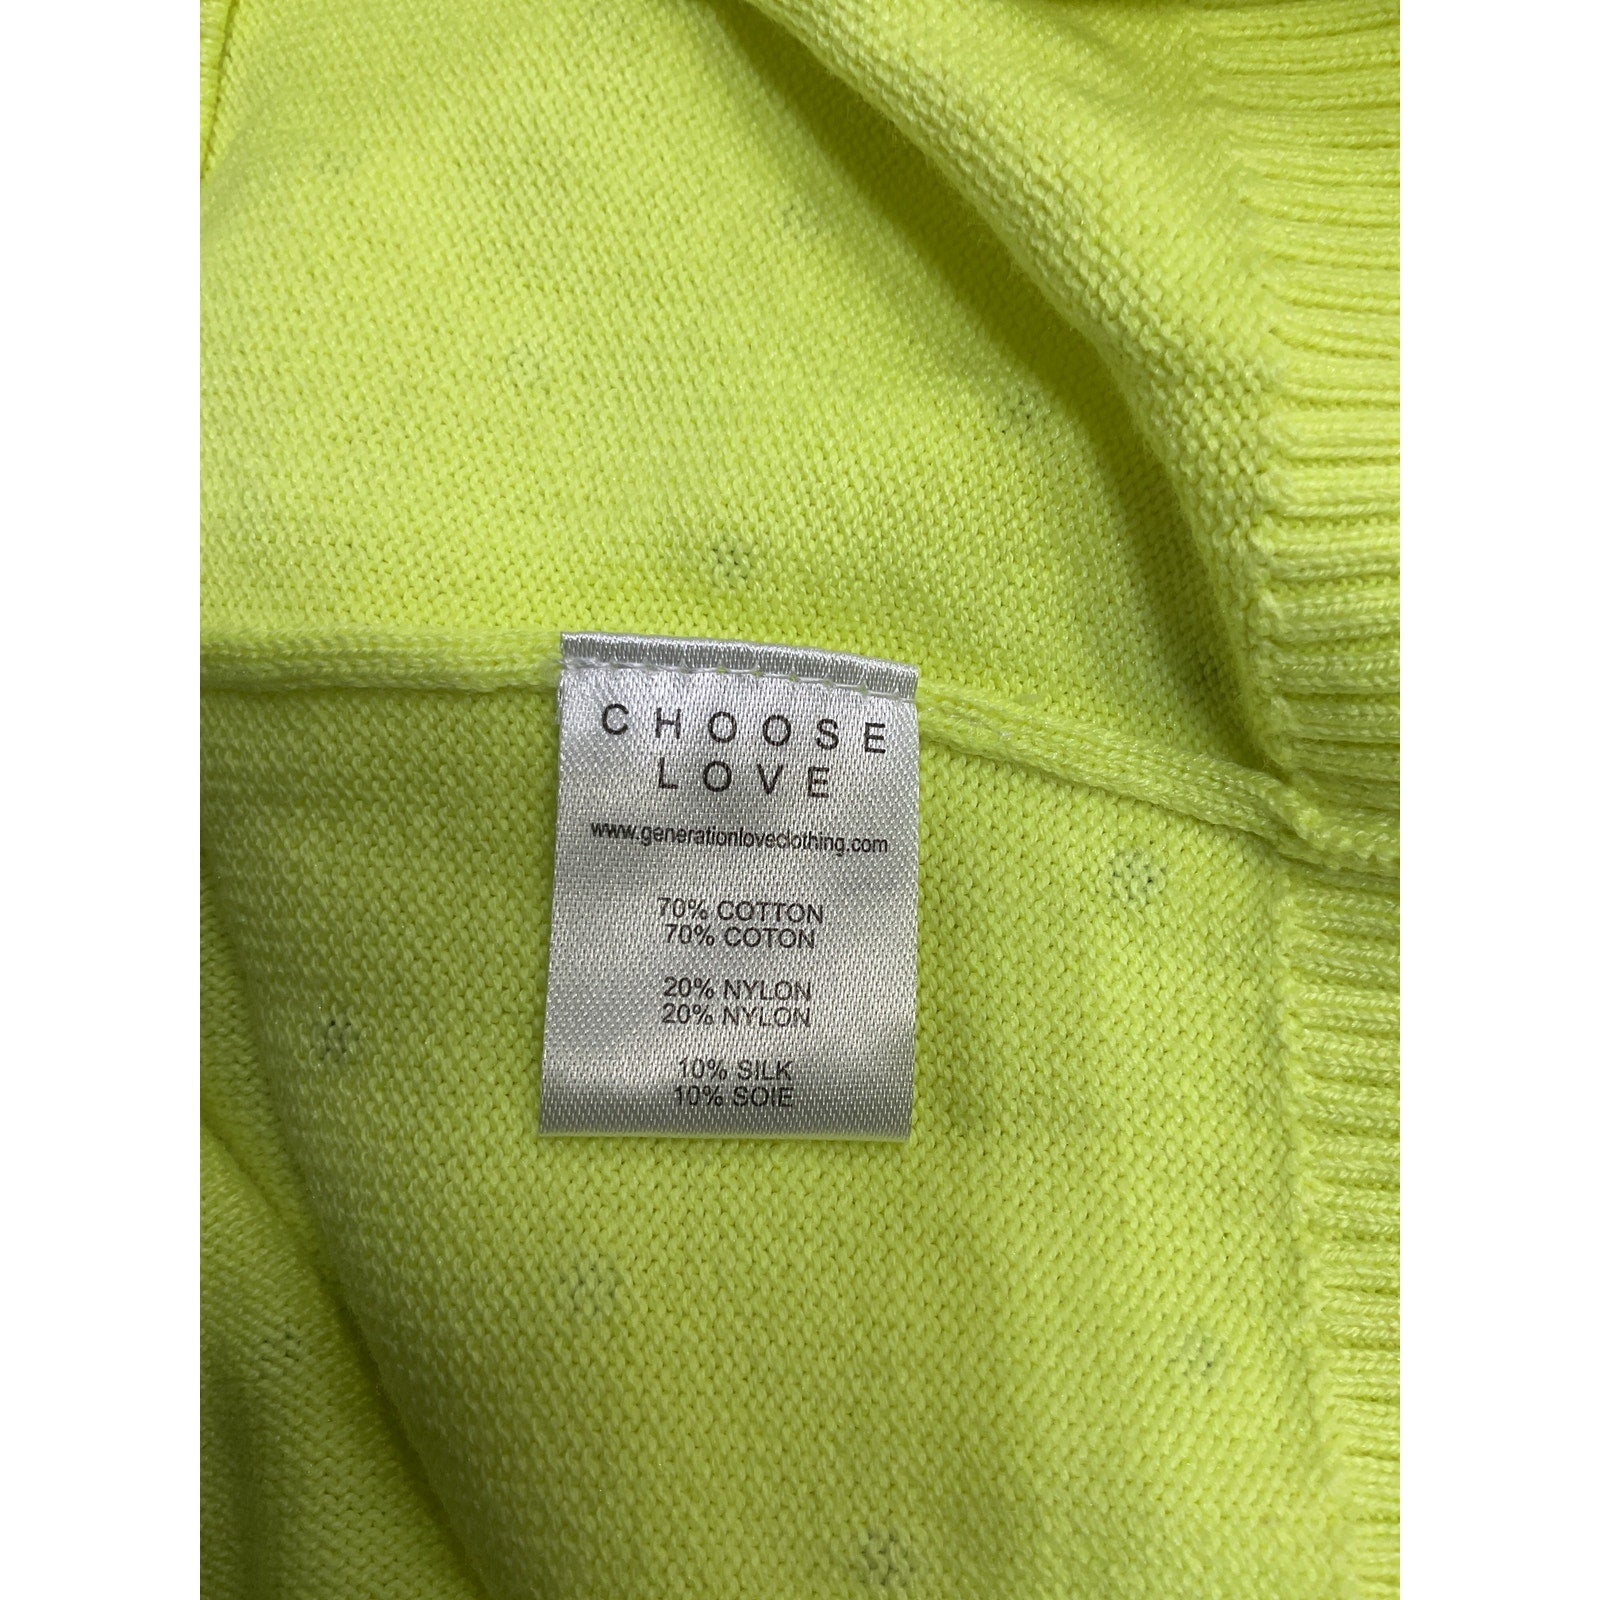 CHOOSE
LOVE
www.generationloveclothing.com
70% COTTON
70% COTON
20% NYLON
20% NYLON
10% SILK
10% SOIE